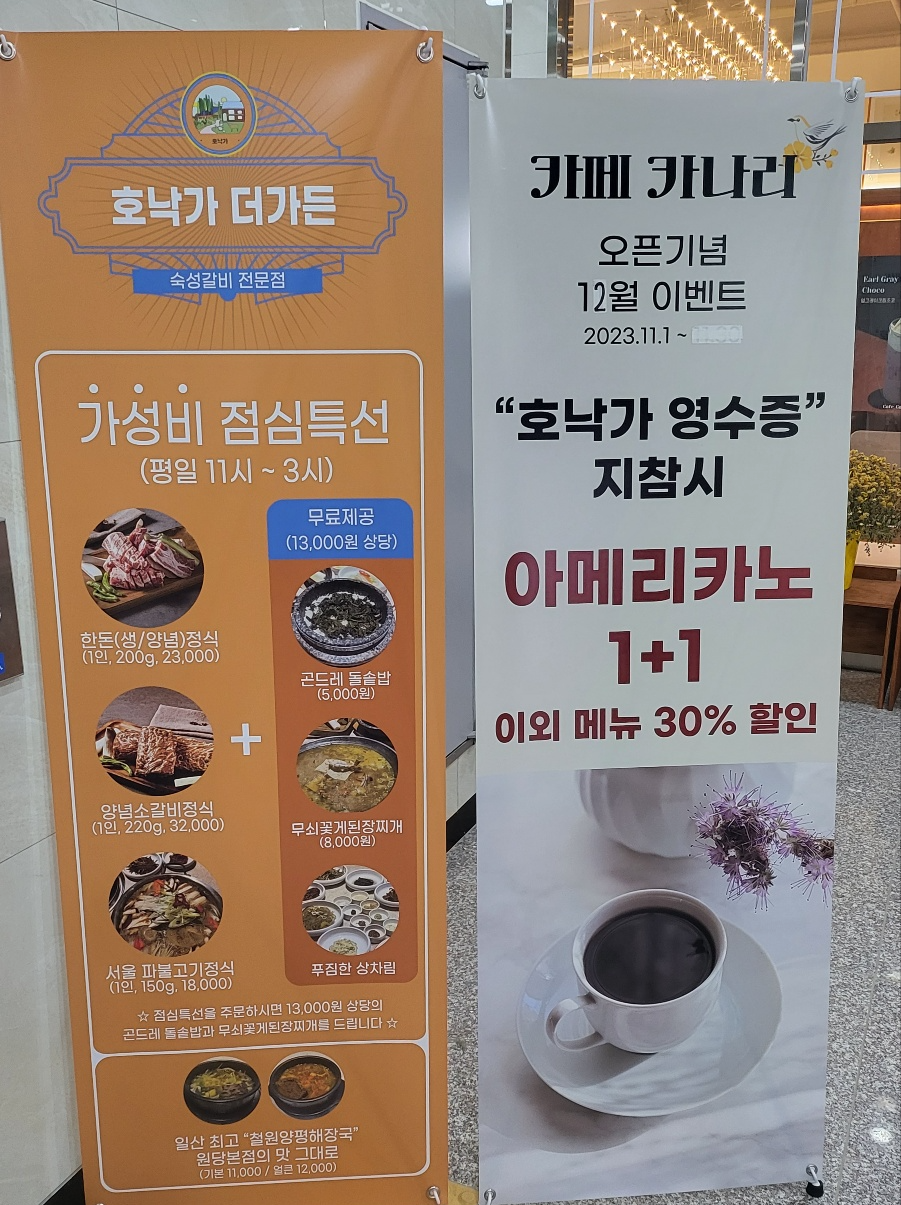 호낙가
호낙가 더가든
숙성갈비 전문점
가성비 점심특선
(평일 11시 ~ 3시)
무료제공
(13,000원 상당)
한돈(생/양념)정식
(1인, 200g, 23,000)
양념소갈비정식
(1인, 220g, 32,000)
서울 파불고기정식
(1인, 150g, 18,000)
+
곤드레 돌솥밥
(5,000원)
무쇠꽃게된장찌개
(8,000원)
푸짐한 상차림
☆ 점심특선을 주문하시면 13,000원 상당의
곤드레 돌솥밥과 무쇠꽃게된장찌개를 드립니다 ☆
일산 최고 “철원양평해장국”
원당본점의 맛 그대로
(기본 11,000 / 얼큰 12,000)
카페 카나리
오픈기념
12월 이벤트
2023.11.1 ~
“호낙가 영수증”
지참시
아메리카노
1+1
이외 메뉴 30% 할인
Earl Gray
Choco